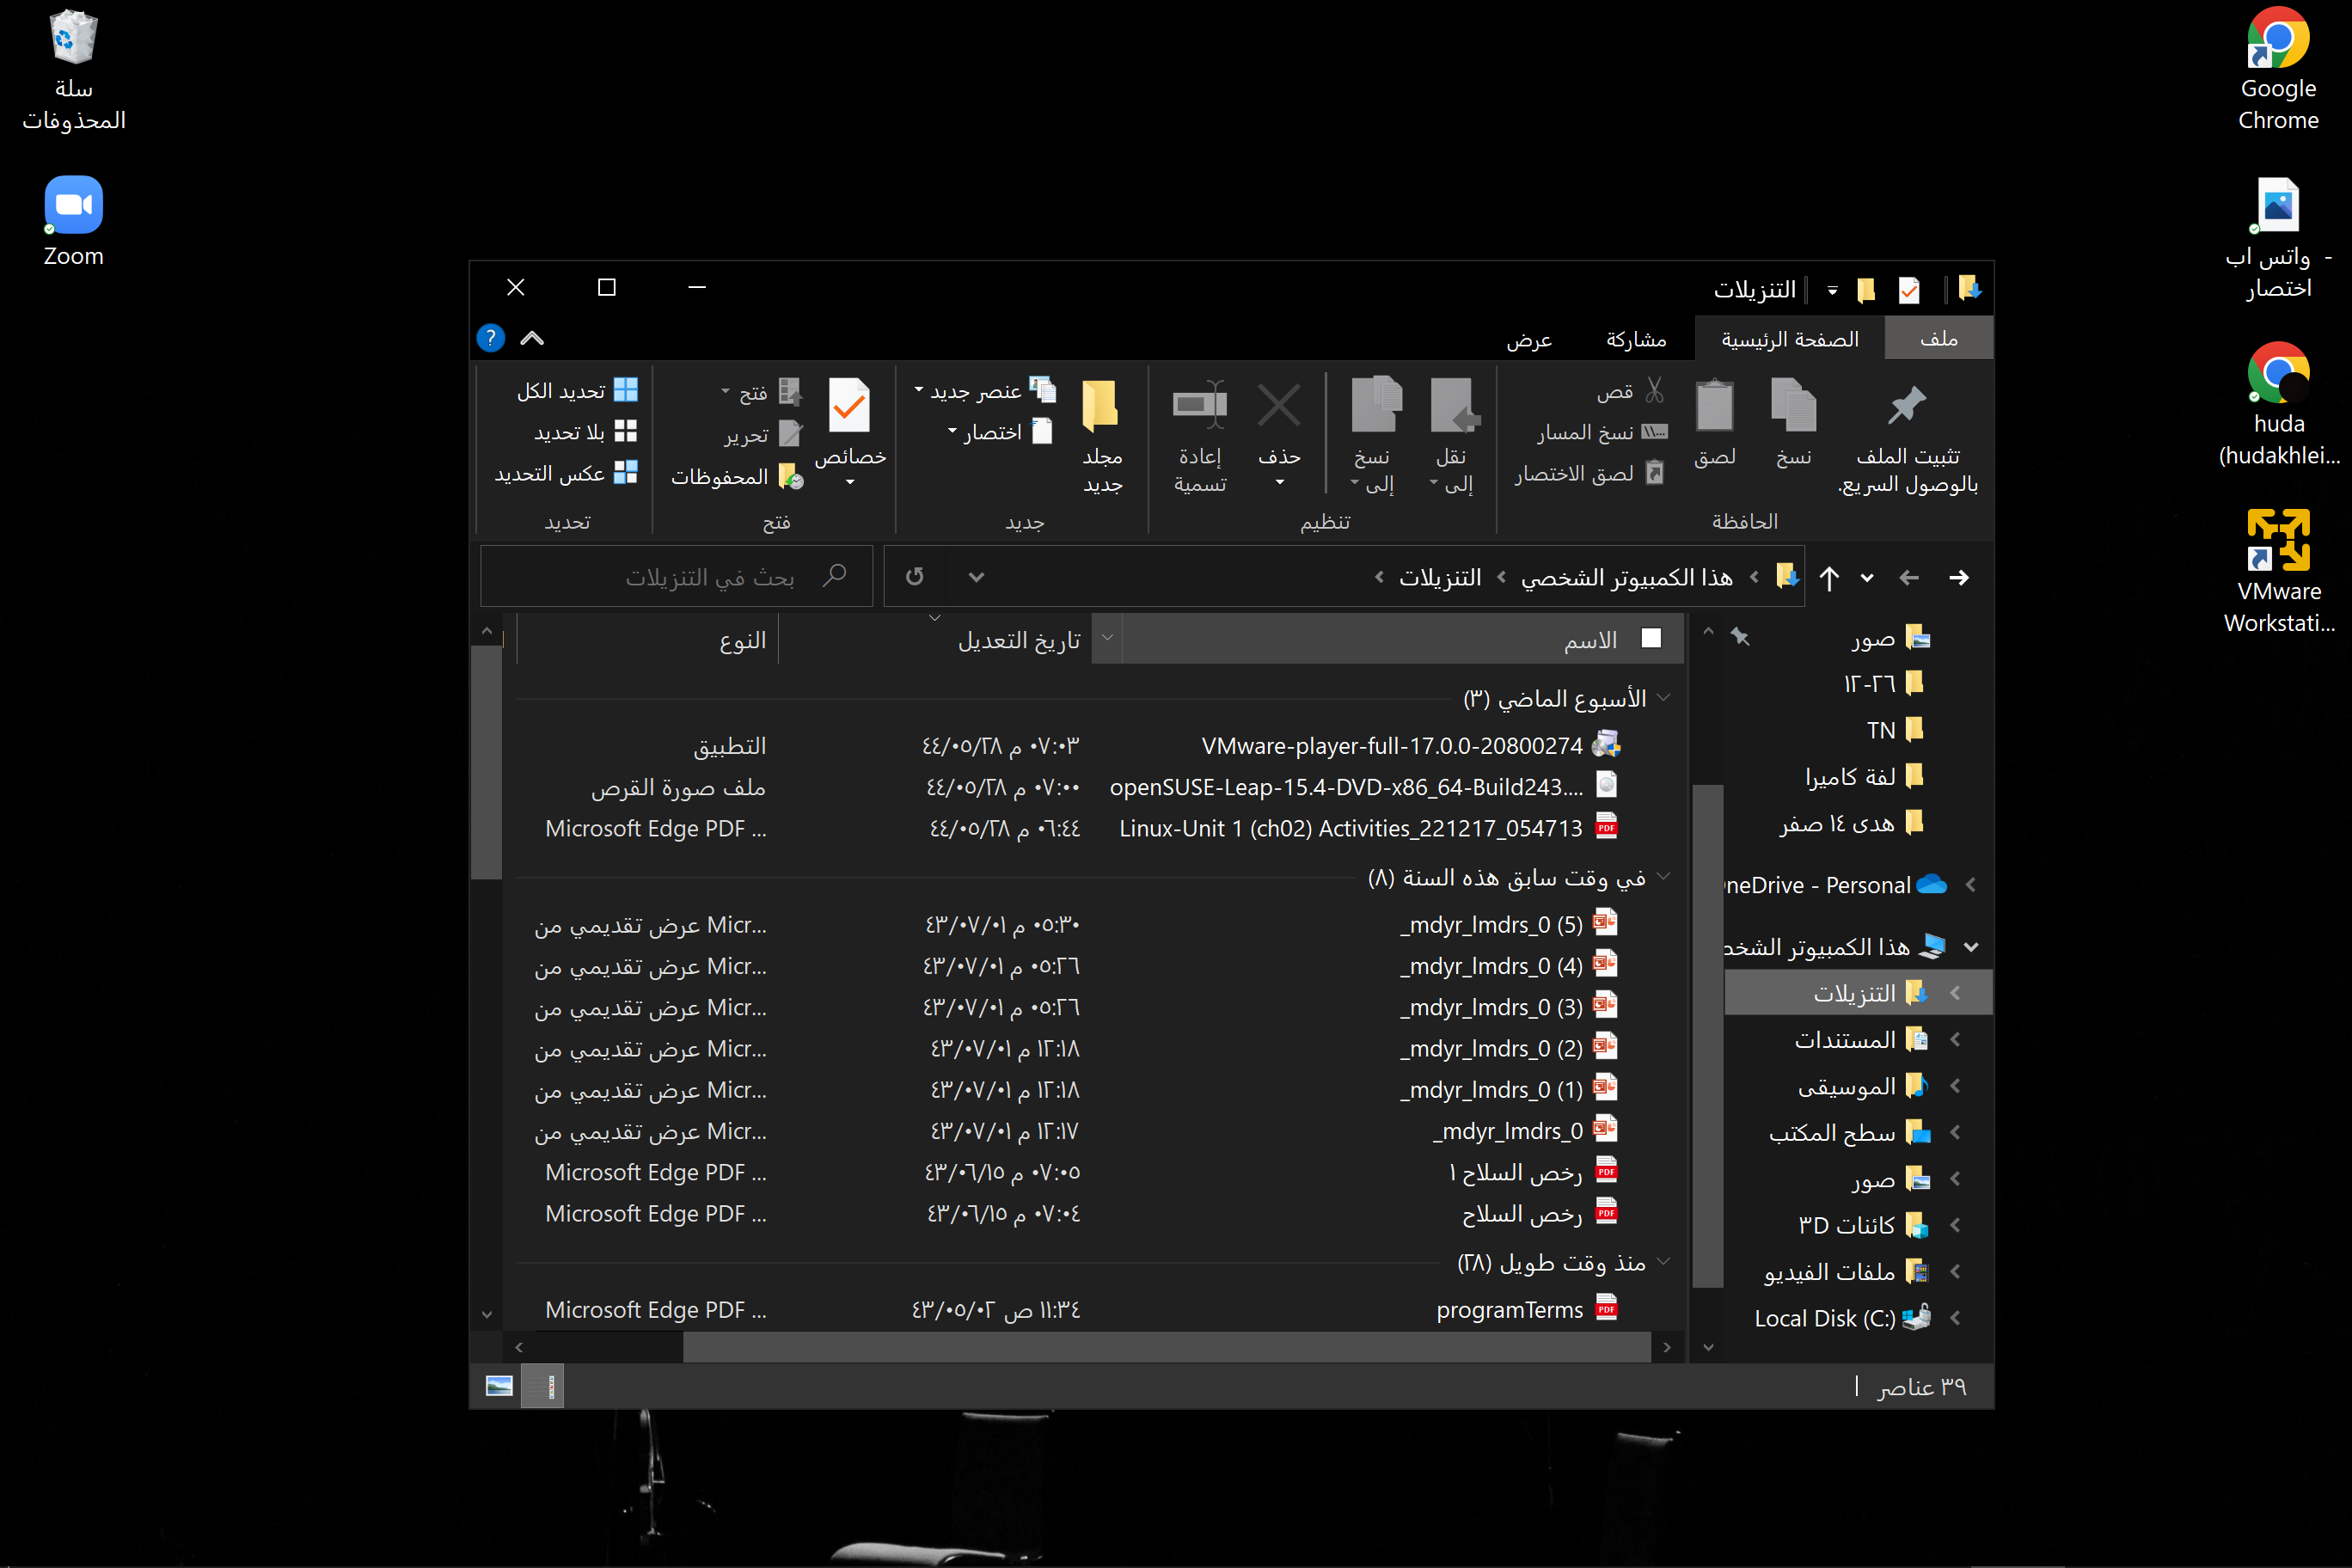 سلة
المحذوفات
Zoom
Google
Chrome
واتس اب -
اختصار
huda
(hudakhlei...
VMware
Workstati...
التنزيلات
ملف
الصفحة الرئيسية
مشاركة
عرض
?
تثبيت الملف
بالوصول السريع.
نسخ
لصق
قص
نسخ المسار
لصق الاختصار
الحافظة
نقل
إلى
نسخ
إلى
حذف
إعادة
تسمية
تنظيم
مجلد
جديد
عنصر جديد
اختصار
جديد
خصائص
فتح
تحرير
المحفوظات
فتح
تحديد الكل
بلا تحديد
عكس التحديد
تحديد
هذا الكمبيوتر الشخصي › التنزيلات ›
بحث في التنزيلات
صور
٢٦-١٢
TN
لفة كاميرا
هدى ١٤ صفر
neDrive - Personal
هذا الكمبيوتر الشخص
التنزيلات
المستندات
الموسيقى
سطح المكتب
صور
كائنات ٣D
ملفات الفيديو
Local Disk (C:)
الاسم تاريخ التعديل النوع
الأسبوع الماضي (٣)
VMware-player-full-17.0.0-20800274 ٤٤/٠٥/٢٨ ٠٧:٠٣ م التطبيق
openSUSE-Leap-15.4-DVD-x86_64-Build243.... ٤٤/٠٥/٢٨ ٠٧:٠٠ م ملف صورة القرص
Linux-Unit 1 (ch02) Activities_221217_054713 ٤٤/٠٥/٢٨ ٠٦:٤٤ م Microsoft Edge PDF ...
في وقت سابق هذه السنة (٨)
_mdyr_lmdrs_0 (5) ٤٣/٠٧/٠١ ٠٥:٣٠ م عرض تقديمي من Micr...
_mdyr_lmdrs_0 (4) ٤٣/٠٧/٠١ ٠٥:٢٦ م عرض تقديمي من Micr...
_mdyr_lmdrs_0 (3) ٤٣/٠٧/٠١ ٠٥:٢٦ م عرض تقديمي من Micr...
_mdyr_lmdrs_0 (2) ٤٣/٠٧/٠١ ١٢:١٨ م عرض تقديمي من Micr...
_mdyr_lmdrs_0 (1) ٤٣/٠٧/٠١ ١٢:١٨ م عرض تقديمي من Micr...
_mdyr_lmdrs_0 ٤٣/٠٧/٠١ ١٢:١٧ م عرض تقديمي من Micr...
رخص السلاح ١ ٤٣/٠٦/١٥ ٠٧:٠٥ م Microsoft Edge PDF ...
رخص السلاح ٤٣/٠٦/١٥ ٠٧:٠٤ م Microsoft Edge PDF ...
منذ وقت طويل (٢٨)
programTerms ٤٣/٠٥/٠٢ ١١:٣٤ ص Microsoft Edge PDF ...
٣٩ عناصر